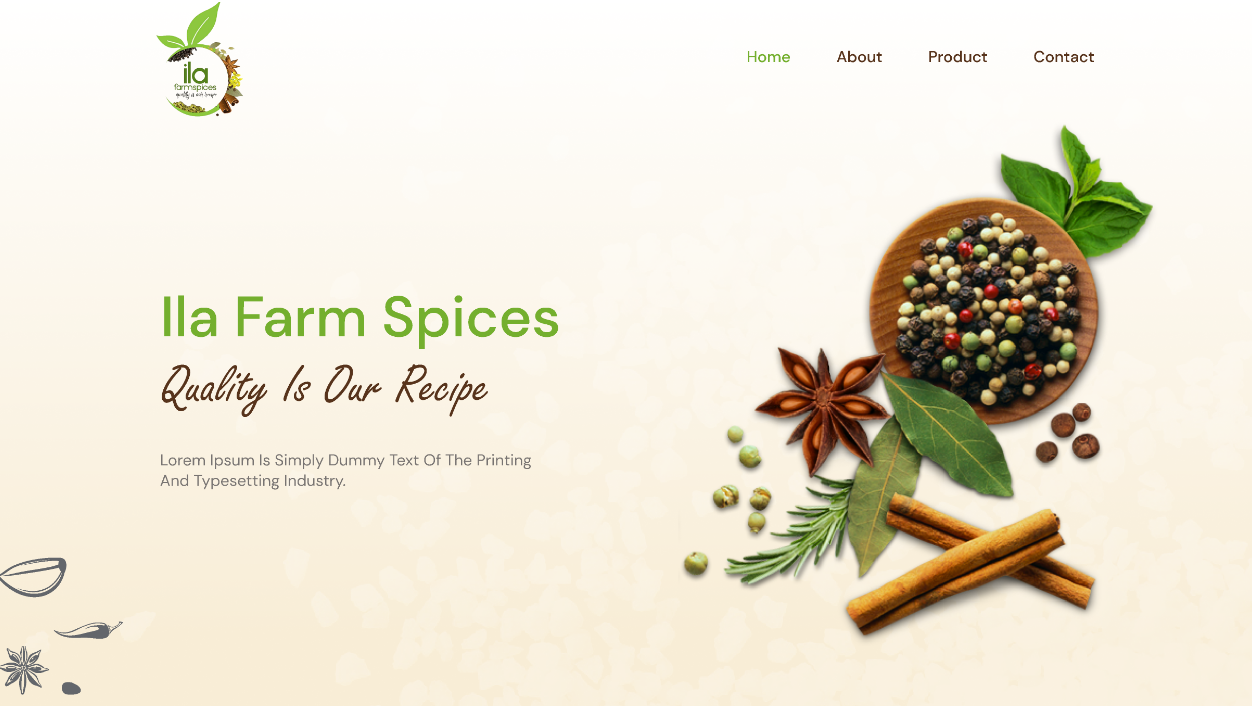 ila
farmspices
quality is our recipe
Home About Product Contact
Ila Farm Spices
Quality Is Our Recipe
Lorem Ipsum Is Simply Dummy Text Of The Printing
And Typesetting Industry.